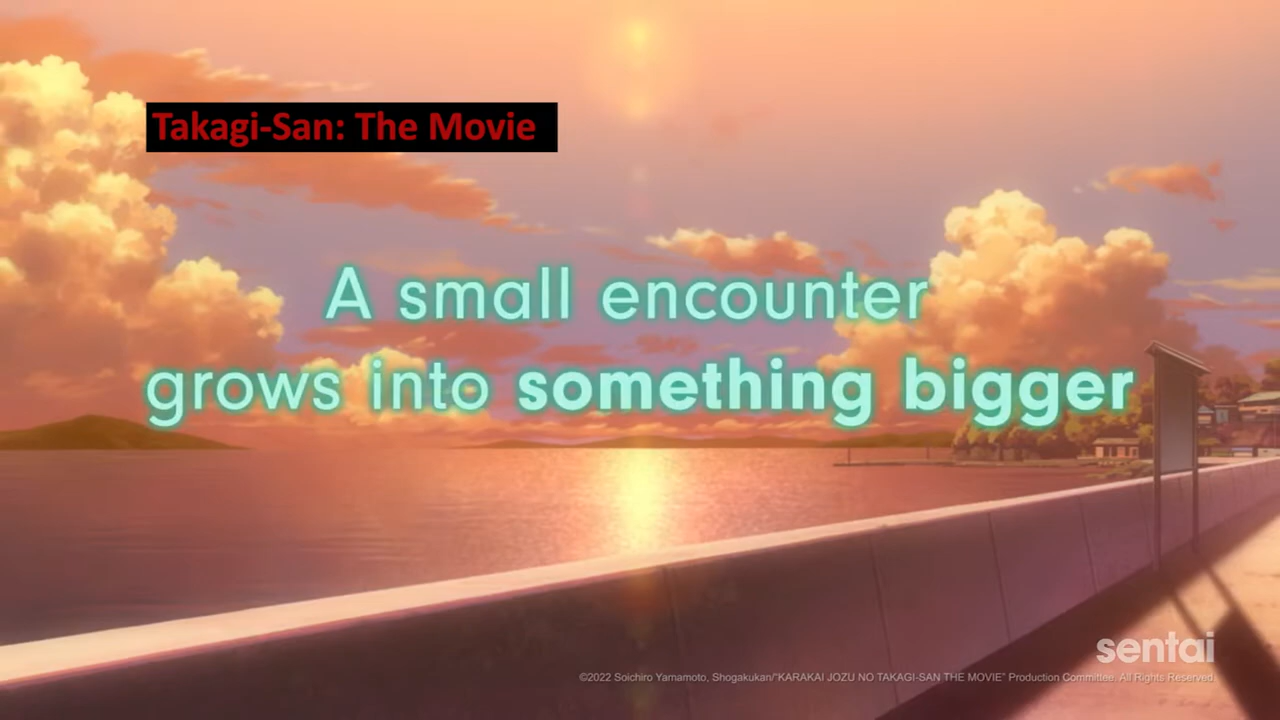 Takagi-San: The Movie
A small encounter
grows into something bigger
sentai
©2022 Soichiro Yamamoto, Shogakukan/"KARAKAI JOZU NO TAKAGI-SAN THE MOVIE" Production Committee. All Rights Reserved.